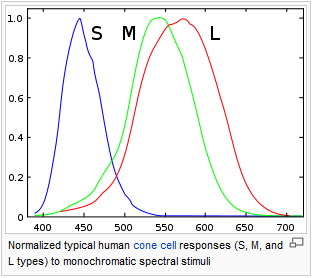 1.0
S M L
0.8
0.6
0.4
0.2
0
400 450 500 550 600 650 700
Normalized typical human cone cell responses (S, M, and
L types) to monochromatic spectral stimuli